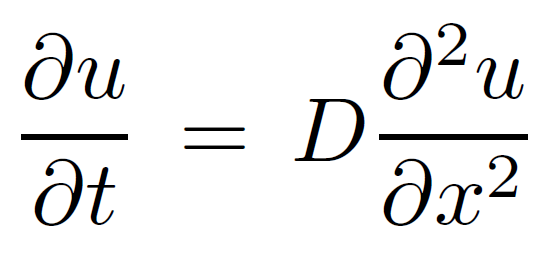 ∂u/∂t = D ∂²u/∂x²